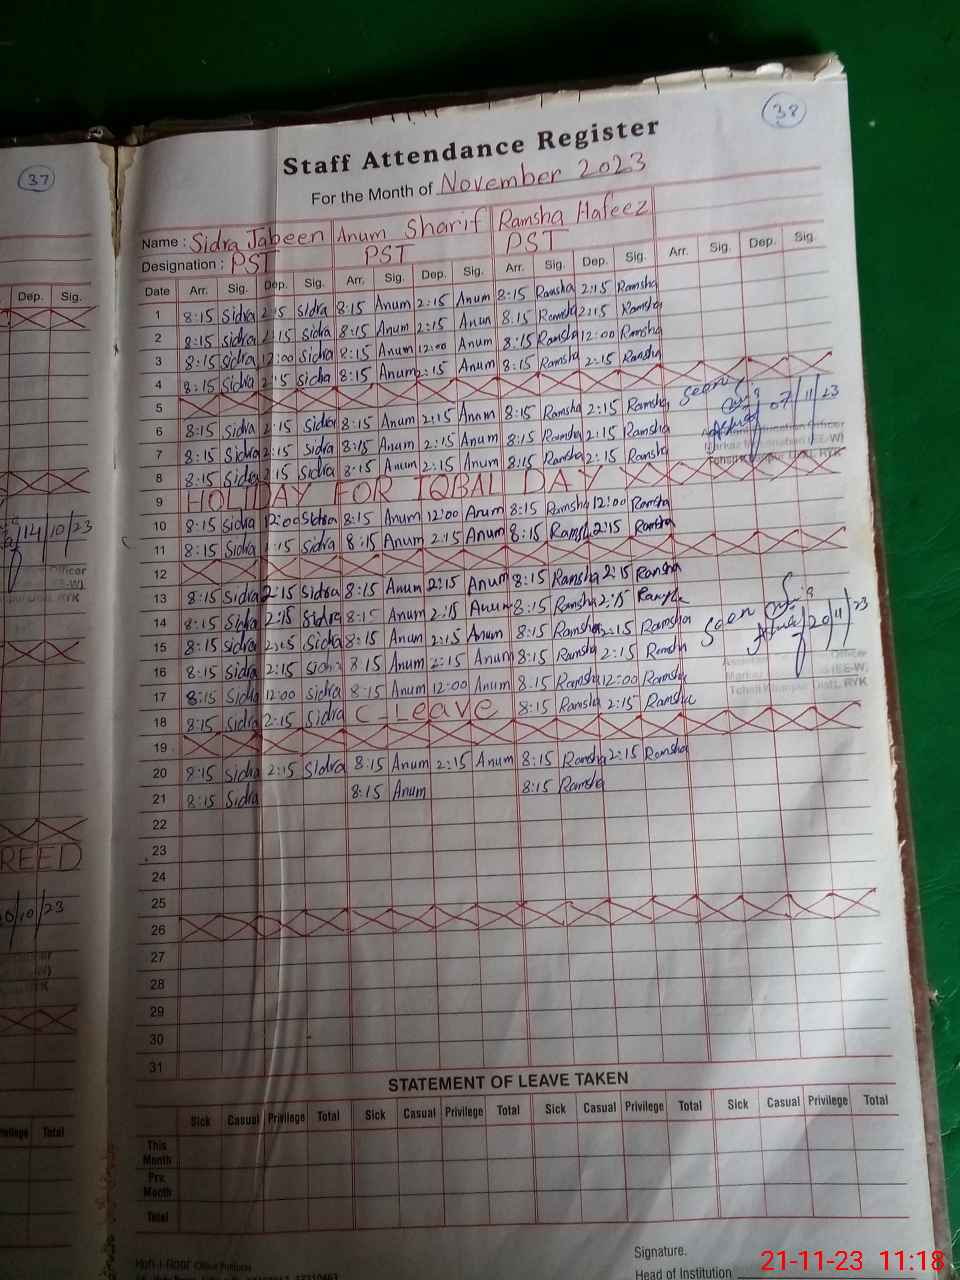 37
38
Staff Attendance Register
For the Month of November 2023
Name : Sidra Jabeen Anum Sharif Ramsha Hafeez
Designation : PST PST PST
Dep. Sig.
Date Arr. Sig. Dep. Sig. Arr. Sig. Dep. Sig. Arr. Sig. Dep. Sig. Arr. Sig. Dep. Sig.
1 8:15 Sidra 2:15 Sidra 8:15 Anum 2:15 Anum 8:15 Ramsha 2:15 Ramsha
2 8:15 Sidra 2:15 Sidra 8:15 Anum 2:15 Anum 8:15 Ramsha 2:15 Ramsha
3 8:15 Sidra 12:00 Sidra 8:15 Anum 12:00 Anum 8:15 Ramsha 12:00 Ramsha
4 8:15 Sidra 2:15 Sidra 8:15 Anum 2:15 Anum 8:15 Ramsha 2:15 Ramsha
5
Seen 07/11/23
6 8:15 Sidra 2:15 Sidra 8:15 Anum 2:15 Anum 8:15 Ramsha 2:15 Ramsha
7 8:15 Sidra 2:15 Sidra 8:15 Anum 2:15 Anum 8:15 Ramsha 2:15 Ramsha
8 8:15 Sidra 2:15 Sidra 8:15 Anum 2:15 Anum 8:15 Ramsha 2:15 Ramsha
9 HOLIDAY FOR IQBAL DAY
10 8:15 Sidra 12:00 Sidra 8:15 Anum 12:00 Anum 8:15 Ramsha 12:00 Ramsha
14/10/23
11 8:15 Sidra 2:15 Sidra 8:15 Anum 2:15 Anum 8:15 Ramsha 2:15 Ramsha
12
13 8:15 Sidra 2:15 Sidra 8:15 Anum 2:15 Anum 8:15 Ramsha 2:15 Ramsha
14 8:15 Sidra 2:15 Sidra 8:15 Anum 2:15 Anum 8:15 Ramsha 2:15 Ramsha
Seen 20/11/23
15 8:15 Sidra 2:15 Sidra 8:15 Anum 2:15 Anum 8:15 Ramsha 2:15 Ramsha
16 8:15 Sidra 2:15 Sidra 8:15 Anum 2:15 Anum 8:15 Ramsha 2:15 Ramsha
17 8:15 Sidra 12:00 Sidra 8:15 Anum 12:00 Anum 8:15 Ramsha 12:00 Ramsha
18 8:15 Sidra 2:15 Sidra C_Leave 8:15 Ramsha 2:15 Ramsha
19
20 8:15 Sidra 2:15 Sidra 8:15 Anum 2:15 Anum 8:15 Ramsha 2:15 Ramsha
21 8:15 Sidra 8:15 Anum 8:15 Ramsha
22
REED
23
24
25
26
27
28
29
30
31
STATEMENT OF LEAVE TAKEN
Sick Casual Privilege Total Sick Casual Privilege Total Sick Casual Privilege Total Sick Casual Privilege Total
Total
This Month
Prv. Month
Total
Signature.
Head of Institution
21-11-23 11:18